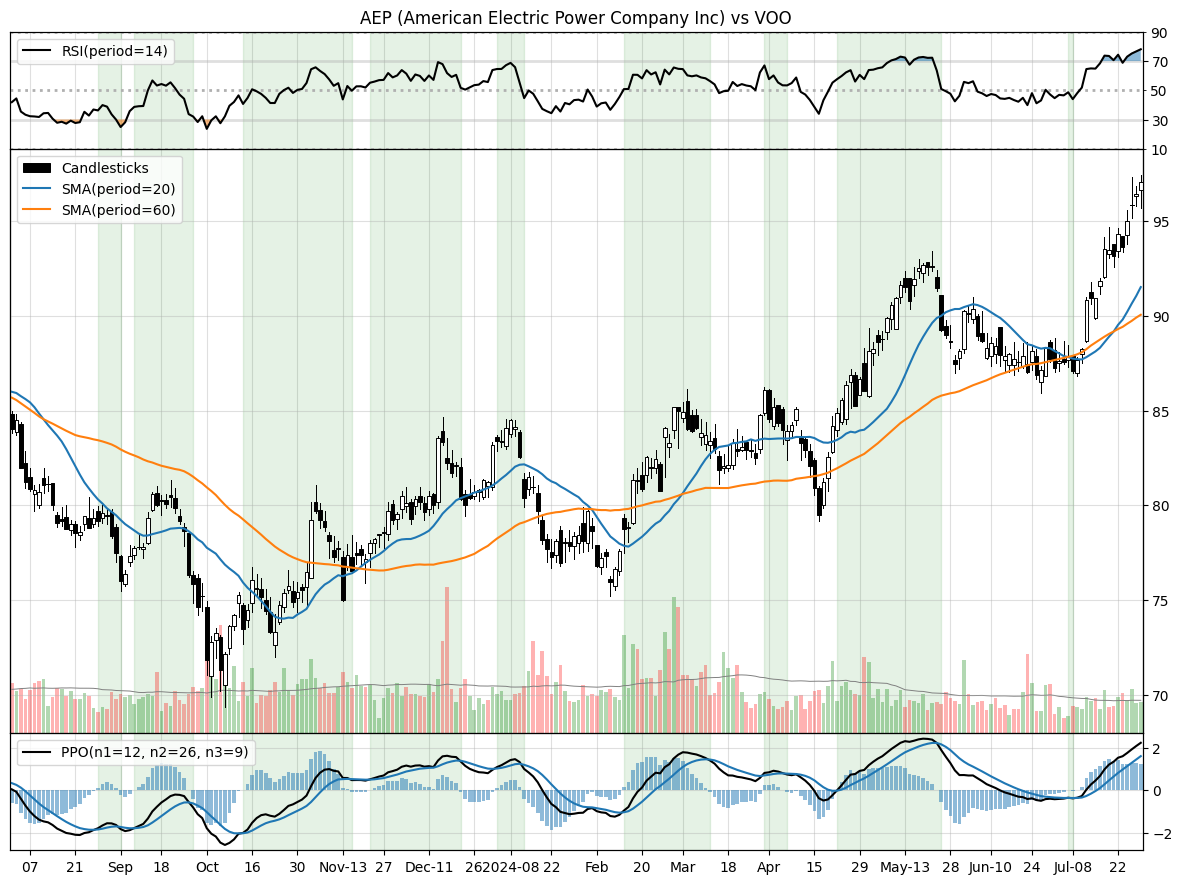 AEP (American Electric Power Company Inc) vs VOO
RSI(period=14)
90
70
50
30
10
Candlesticks
SMA(period=20)
SMA(period=60)
95
90
85
80
75
70
PPO(n1=12, n2=26, n3=9)
2
0
−2
07 21 Sep 18 Oct 16 30 Nov-13 27 Dec-11 26 2024-08 22 Feb 20 Mar 18 Apr 15 29 May-13 28 Jun-10 24 Jul-08 22